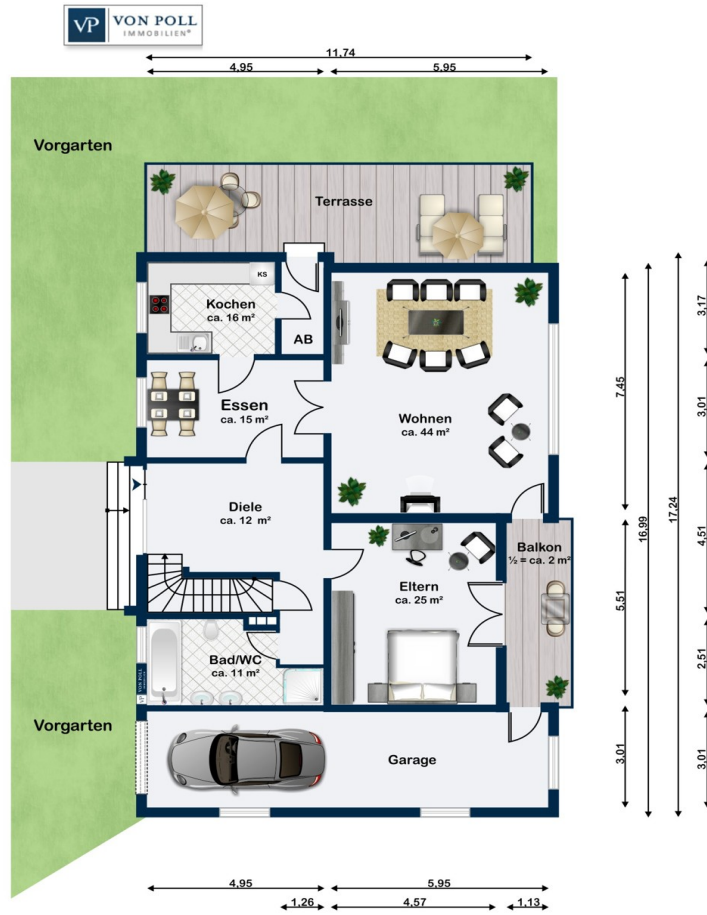 VP VON POLL
IMMOBILIEN®
11,74
4,95 5,95
Vorgarten
Terrasse
KS
Kochen
ca. 16 m²
AB
Essen
ca. 15 m²
Wohnen
ca. 44 m²
Diele
ca. 12 m²
Balkon
½ = ca. 2 m²
Eltern
ca. 25 m²
Bad/WC
ca. 11 m²
VP VON POLL
Vorgarten
Garage
7,45
5,51
3,01
16,99
17,24
3,17
3,01
4,51
2,51
3,01
4,95 5,95
1,26 4,57 1,13